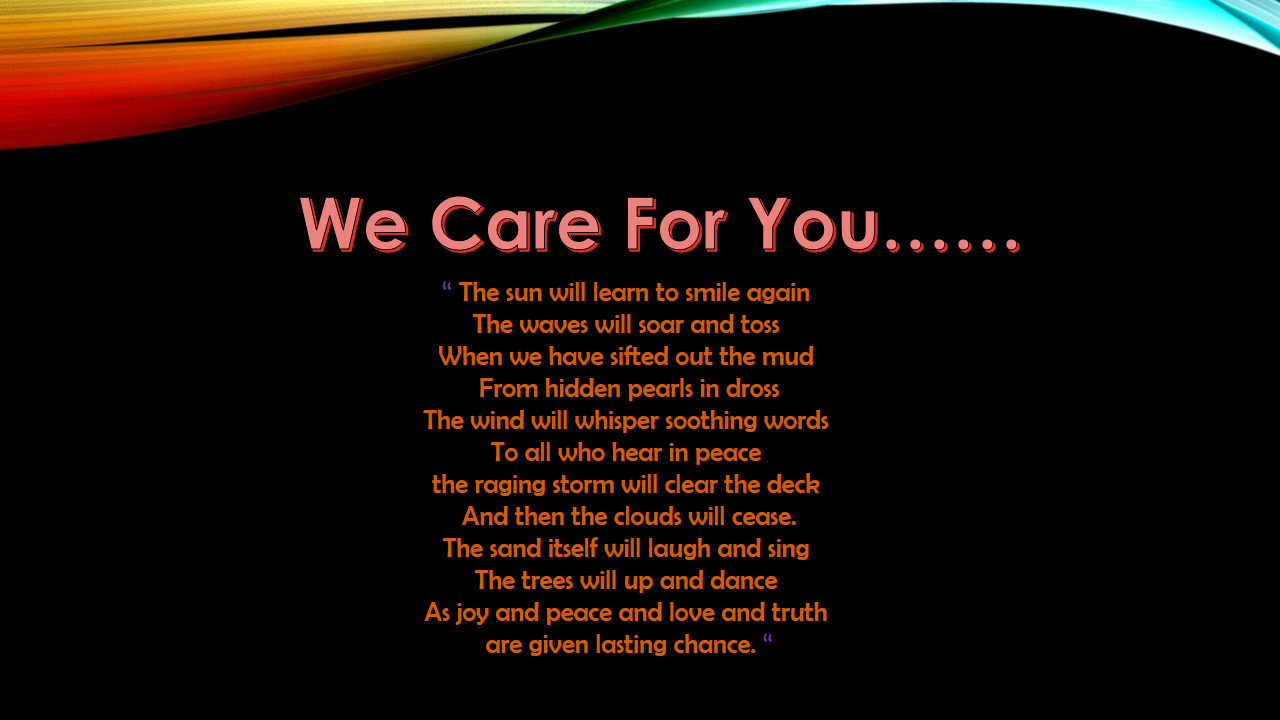 We Care For You......
“ The sun will learn to smile again
The waves will soar and toss
When we have sifted out the mud
From hidden pearls in dross
The wind will whisper soothing words
To all who hear in peace
the raging storm will clear the deck
And then the clouds will cease.
The sand itself will laugh and sing
The trees will up and dance
As joy and peace and love and truth
are given lasting chance. “